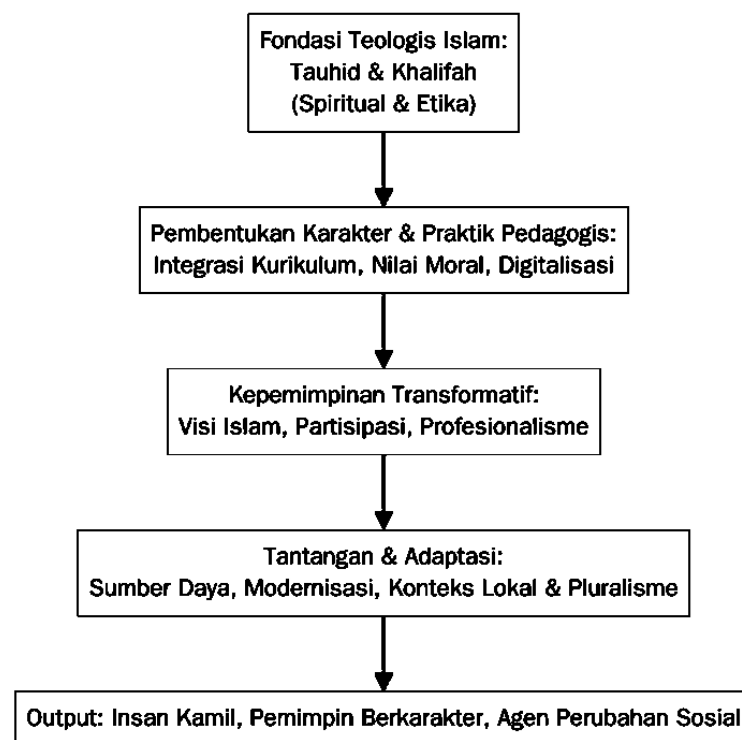 Fondasi Teologis Islam:
Tauhid & Khalifah
(Spiritual & Etika)
Pembentukan Karakter & Praktik Pedagogis:
Integrasi Kurikulum, Nilai Moral, Digitalisasi
Kepemimpinan Transformatif:
Visi Islam, Partisipasi, Profesionalisme
Tantangan & Adaptasi:
Sumber Daya, Modernisasi, Konteks Lokal & Pluralisme
Output: Insan Kamil, Pemimpin Berkarakter, Agen Perubahan Sosial